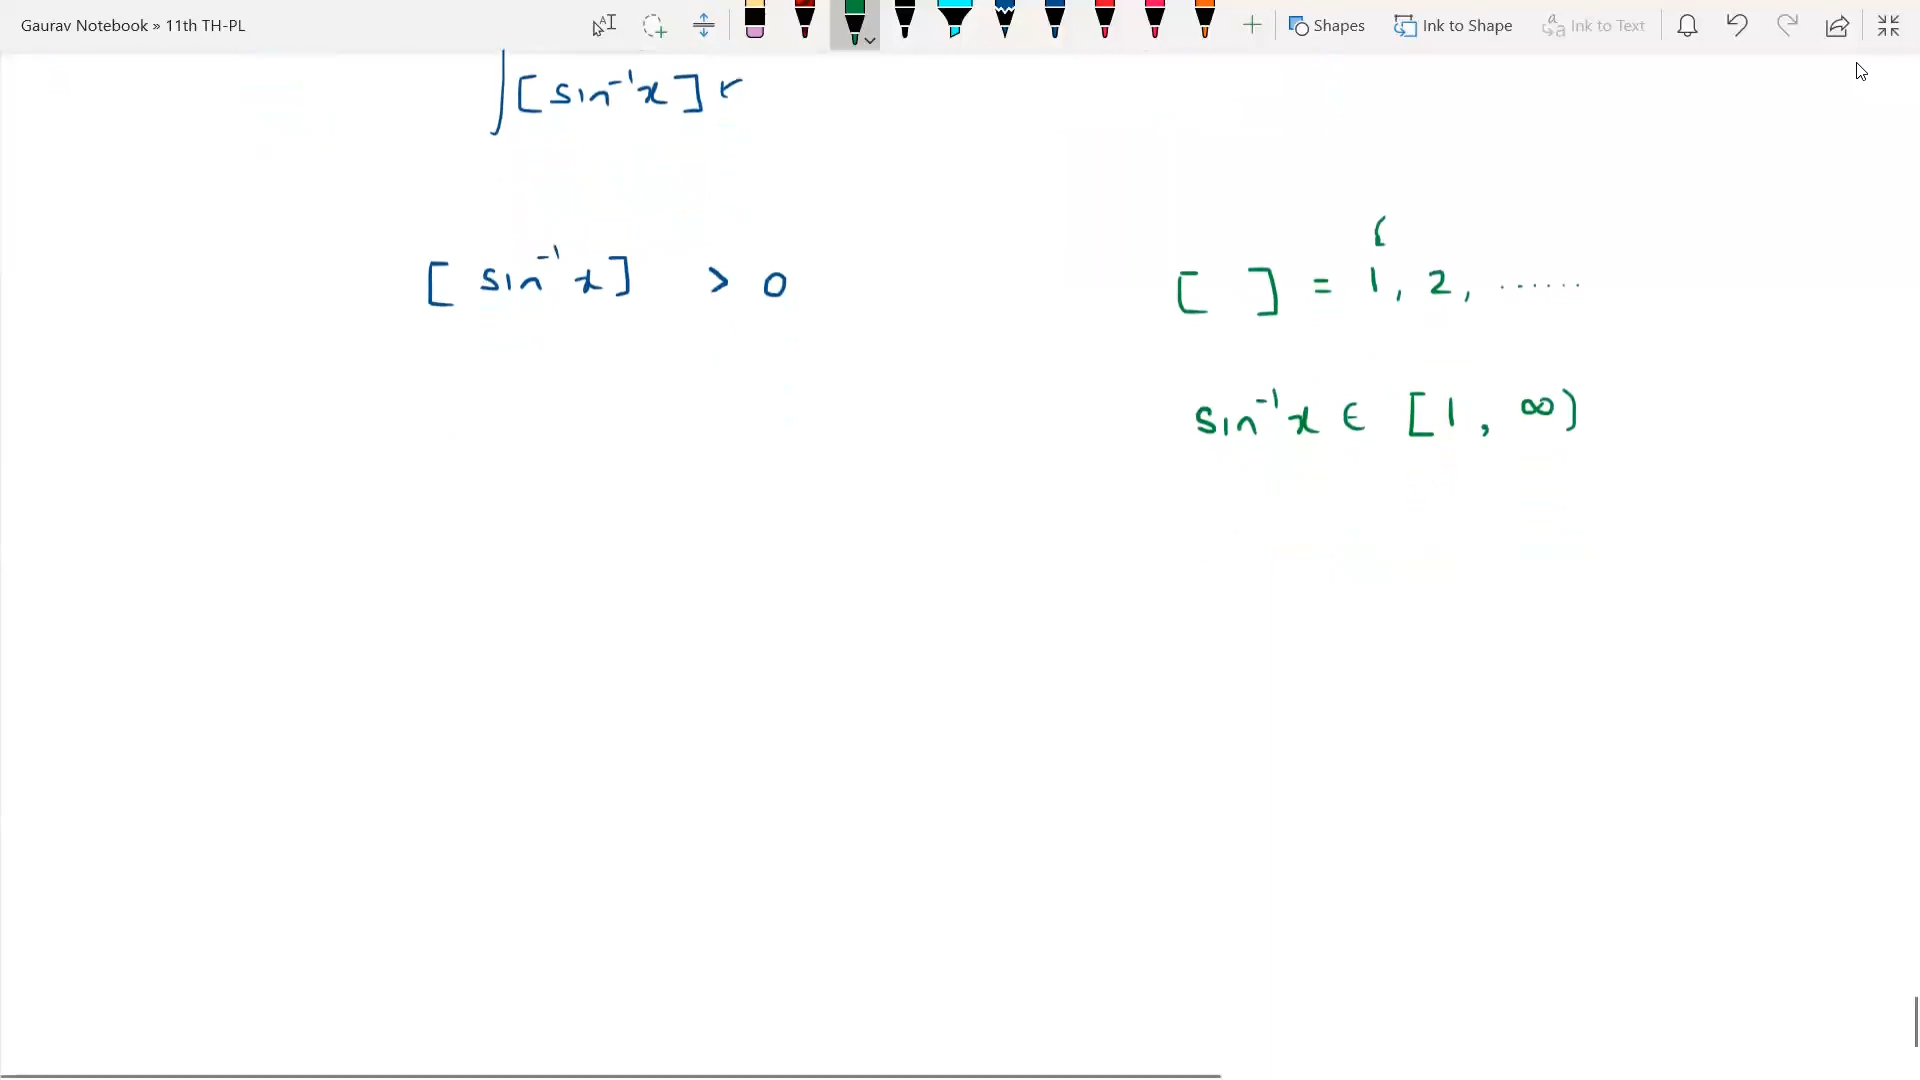 Gaurav Notebook » 11th TH-PL
Shapes
Ink to Shape
Ink to Text
∫[sin⁻¹x]
[sin⁻¹x] > 0
[ ] = 1, 2, ......
sin⁻¹x ∈ [1, ∞)